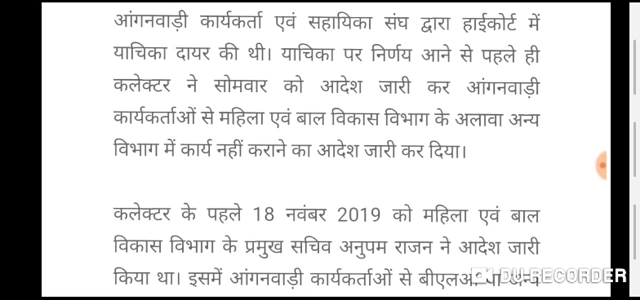 आंगनवाड़ी कार्यकर्ता एवं सहायिका संघ द्वारा हाईकोर्ट में
याचिका दायर की थी। याचिका पर निर्णय आने से पहले ही
कलेक्टर ने सोमवार को आदेश जारी कर आंगनवाड़ी
कार्यकर्ताओं से महिला एवं बाल विकास विभाग के अलावा अन्य
विभाग में कार्य नहीं कराने का आदेश जारी कर दिया।
कलेक्टर के पहले 18 नवंबर 2019 को महिला एवं बाल
विकास विभाग के प्रमुख सचिव अनुपम राजन ने आदेश जारी
किया था। इसमें आंगनवाड़ी कार्यकर्ताओं से
DU RECORDER